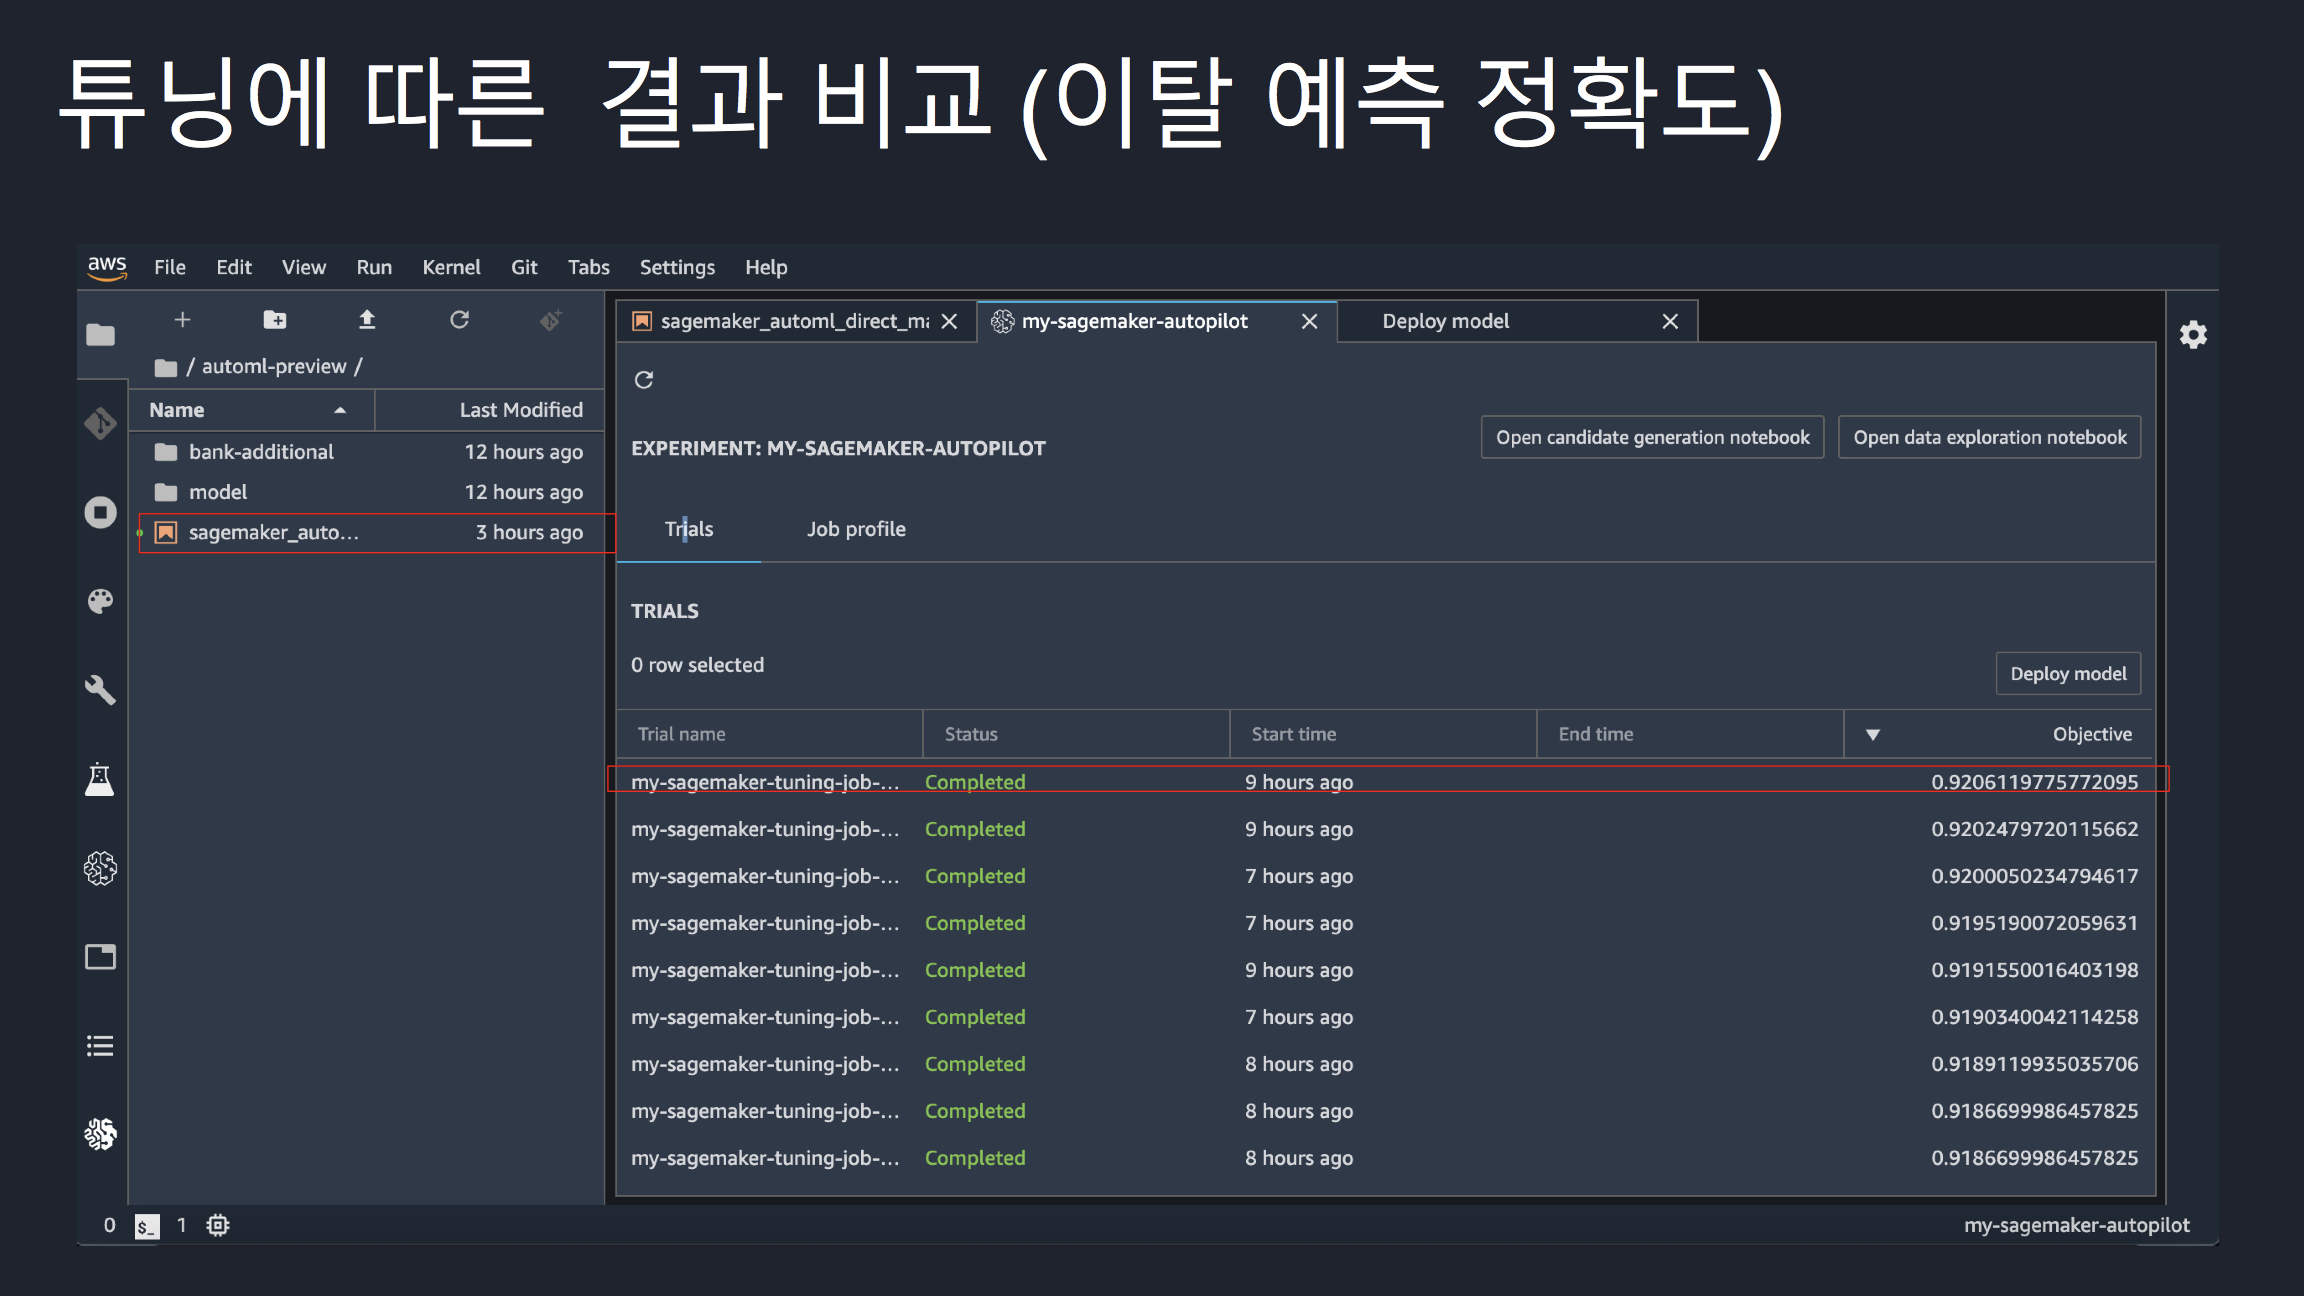 튜닝에 따른 결과 비교 (이탈 예측 정확도)
aws File Edit View Run Kernel Git Tabs Settings Help
sagemaker_automl_direct_ma my-sagemaker-autopilot Deploy model
/ automl-preview /
Name Last Modified
bank-additional 12 hours ago
model 12 hours ago
sagemaker_auto... 3 hours ago
EXPERIMENT: MY-SAGEMAKER-AUTOPILOT
Open candidate generation notebook Open data exploration notebook
Trials Job profile
TRIALS
0 row selected
Deploy model
Trial name Status Start time End time Objective
my-sagemaker-tuning-job-... Completed 9 hours ago 0.9206119775772095
my-sagemaker-tuning-job-... Completed 9 hours ago 0.9202479720115662
my-sagemaker-tuning-job-... Completed 7 hours ago 0.9200050234794617
my-sagemaker-tuning-job-... Completed 7 hours ago 0.9195190072059631
my-sagemaker-tuning-job-... Completed 9 hours ago 0.9191550016403198
my-sagemaker-tuning-job-... Completed 7 hours ago 0.9190340042114258
my-sagemaker-tuning-job-... Completed 8 hours ago 0.9189119935035706
my-sagemaker-tuning-job-... Completed 8 hours ago 0.9186699986457825
my-sagemaker-tuning-job-... Completed 8 hours ago 0.9186699986457825
0 $_ 1 my-sagemaker-autopilot